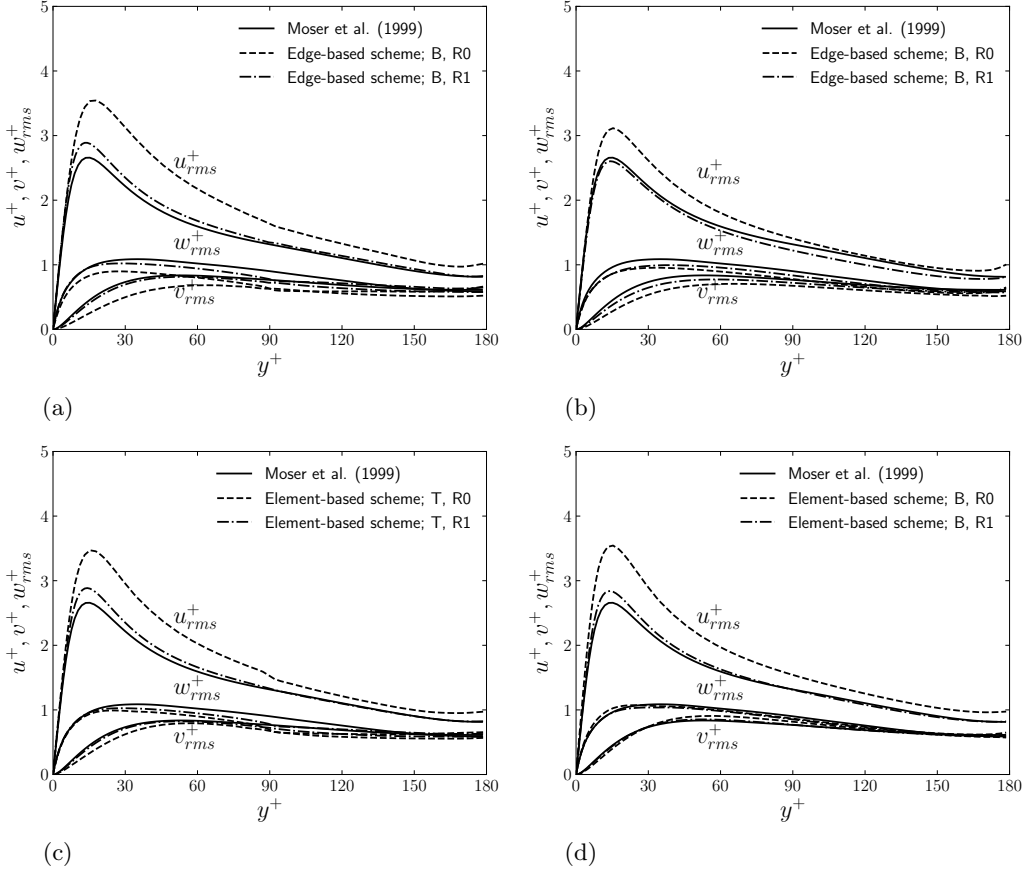 5
4
3
2
1
0
u⁺, v⁺, w⁺rms
Moser et al. (1999)
Edge-based scheme; B, R0
Edge-based scheme; B, R1
u⁺rms
w⁺rms
v⁺rms
0 30 60 90 120 150 180
y⁺
(a)
5
4
3
2
1
0
u⁺, v⁺, w⁺rms
Moser et al. (1999)
Edge-based scheme; B, R0
Edge-based scheme; B, R1
u⁺rms
w⁺rms
v⁺rms
0 30 60 90 120 150 180
y⁺
(b)
5
4
3
2
1
0
u⁺, v⁺, w⁺rms
Moser et al. (1999)
Element-based scheme; T, R0
Element-based scheme; T, R1
u⁺rms
w⁺rms
v⁺rms
0 30 60 90 120 150 180
y⁺
(c)
5
4
3
2
1
0
u⁺, v⁺, w⁺rms
Moser et al. (1999)
Element-based scheme; B, R0
Element-based scheme; B, R1
u⁺rms
w⁺rms
v⁺rms
0 30 60 90 120 150 180
y⁺
(d)